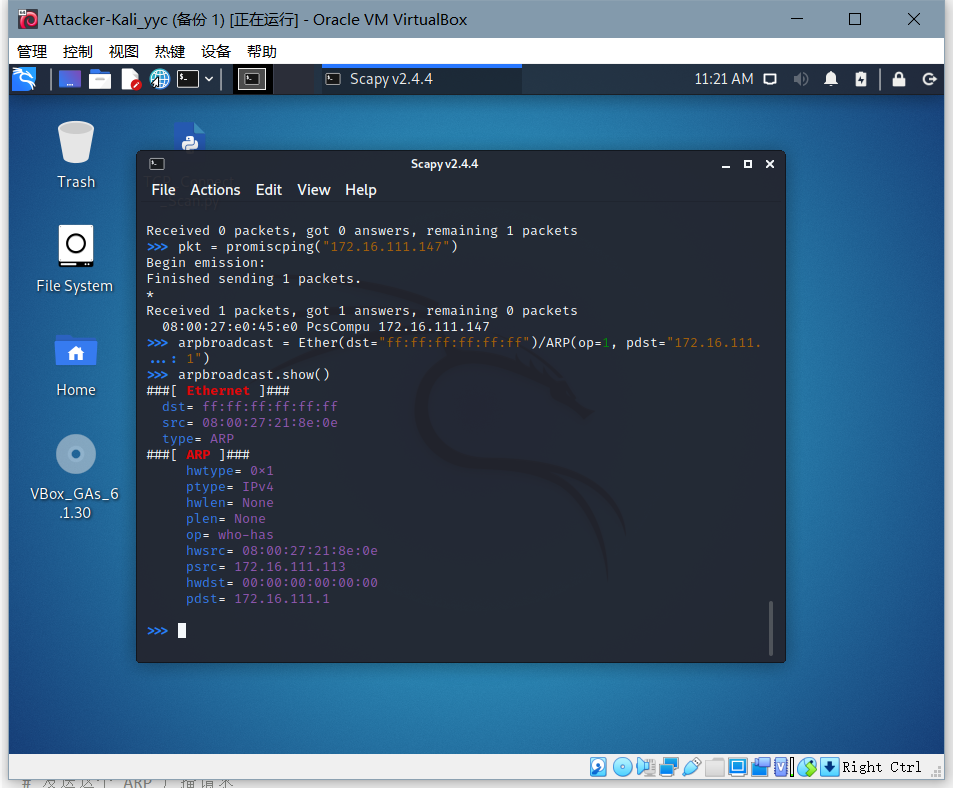 Attacker-Kali_yyc (备份 1) [正在运行] - Oracle VM VirtualBox
管理 控制 视图 热键 设备 帮助
Scapy v2.4.4
11:21 AM
Trash
File System
Home
VBox_GAs_6
.1.30
Scapy v2.4.4
File Actions Edit View Help
Received 0 packets, got 0 answers, remaining 1 packets
>>> pkt = promiscping("172.16.111.147")
Begin emission:
Finished sending 1 packets.
*
Received 1 packets, got 1 answers, remaining 0 packets
08:00:27:e0:45:e0 PcsCompu 172.16.111.147
>>> arpbroadcast = Ether(dst="ff:ff:ff:ff:ff:ff")/ARP(op=1, pdst="172.16.111.
...: 1")
>>> arpbroadcast.show()
###[ Ethernet ]###
dst= ff:ff:ff:ff:ff:ff
src= 08:00:27:21:8e:0e
type= ARP
###[ ARP ]###
hwtype= 0×1
ptype= IPv4
hwlen= None
plen= None
op= who-has
hwsrc= 08:00:27:21:8e:0e
psrc= 172.16.111.113
hwdst= 00:00:00:00:00:00
pdst= 172.16.111.1
>>>
Right Ctrl